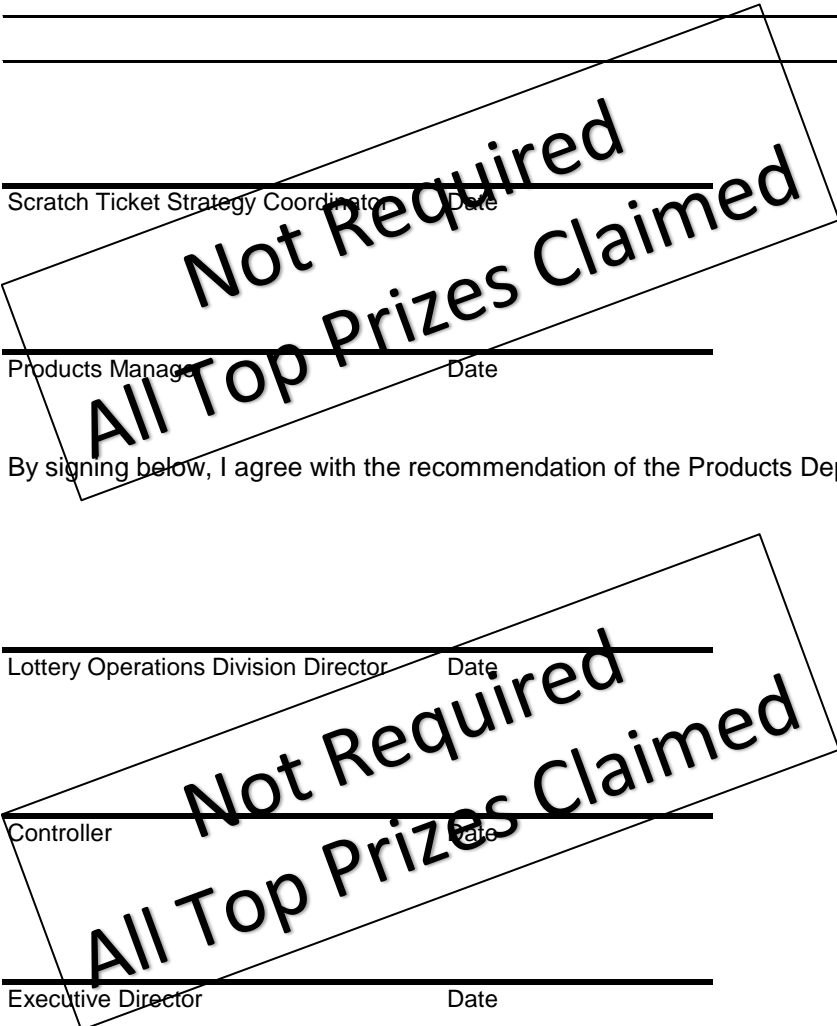 Scratch Ticket Strategy Coordinator Date
Not Required
All Top Prizes Claimed
Products Manager Date
By signing below, I agree with the recommendation of the Products De
Lottery Operations Division Director Date
Not Required
All Top Prizes Claimed
Controller Date
Executive Director Date